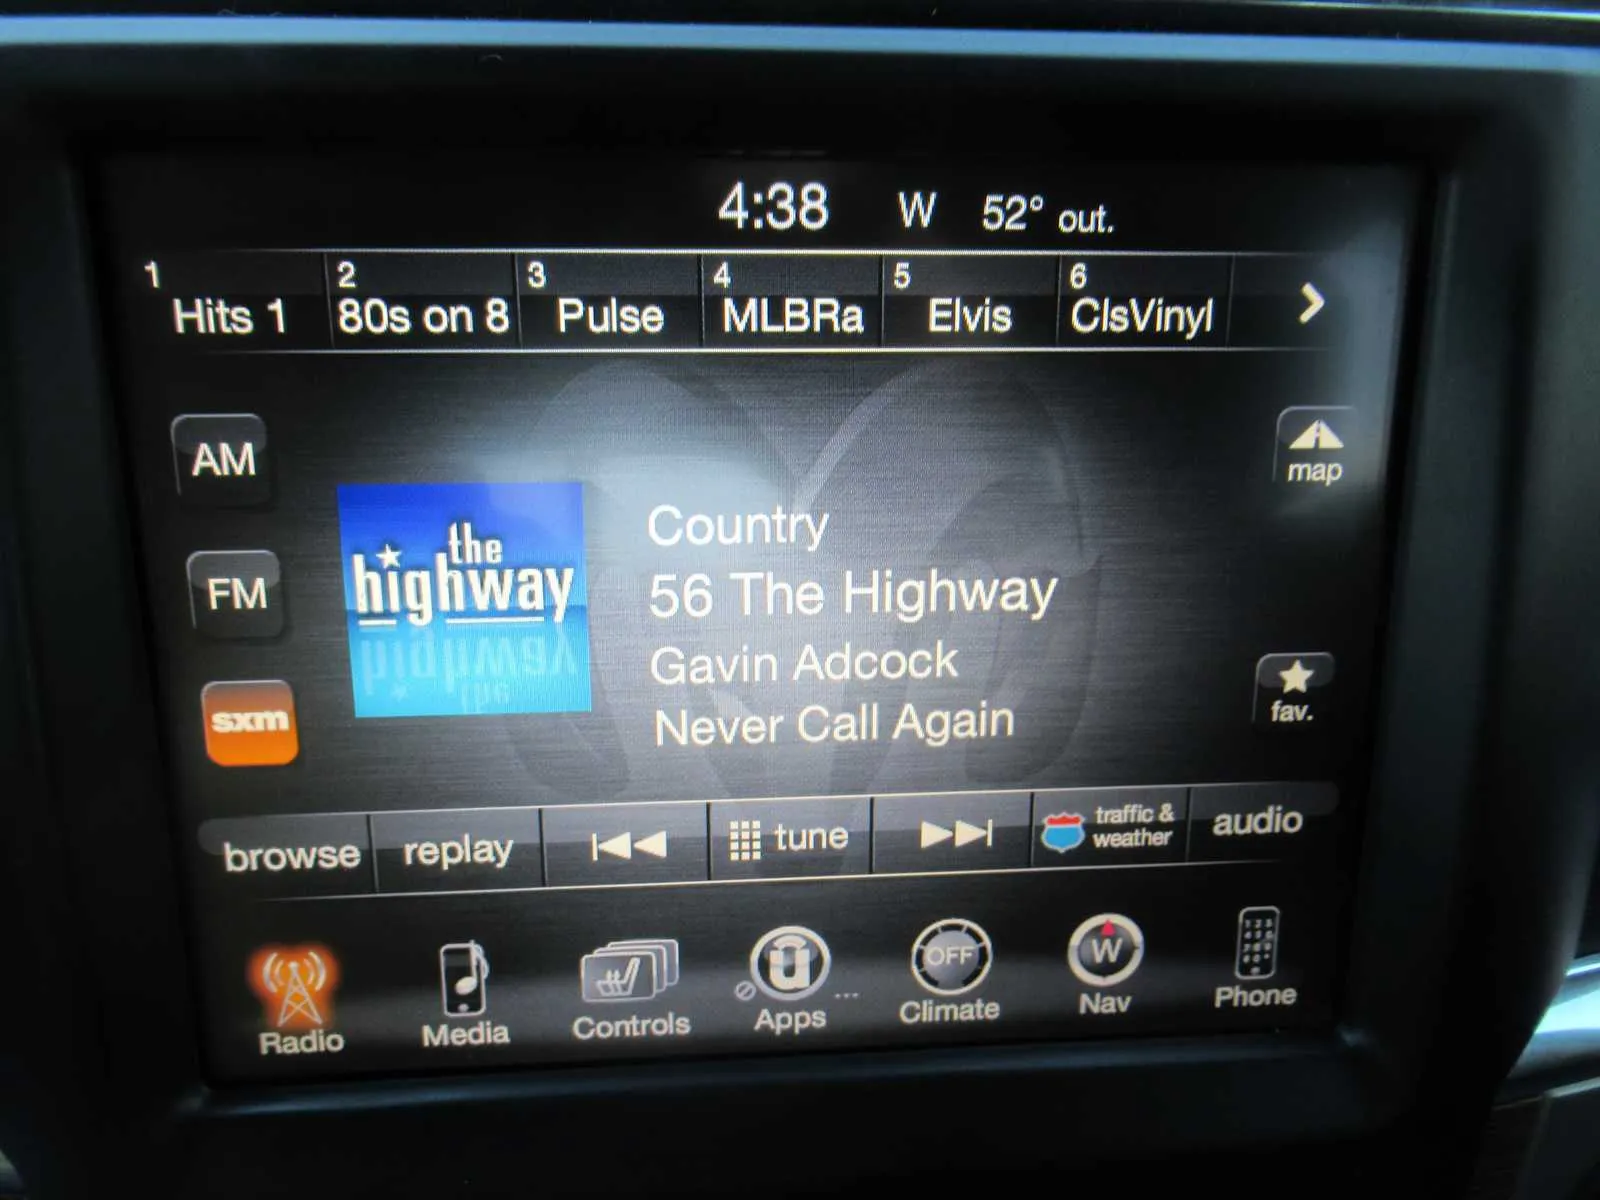 4:38 W 52° out.
1 Hits 1
2 80s on 8
3 Pulse
4 MLBRa
5 Elvis
6 ClsVinyl
AM
map
the
highway
Country
56 The Highway
Gavin Adcock
Never Call Again
FM
sxm
fav.
browse replay tune traffic & weather audio
OFF
W
Radio Media Controls Apps ... Climate Nav Phone